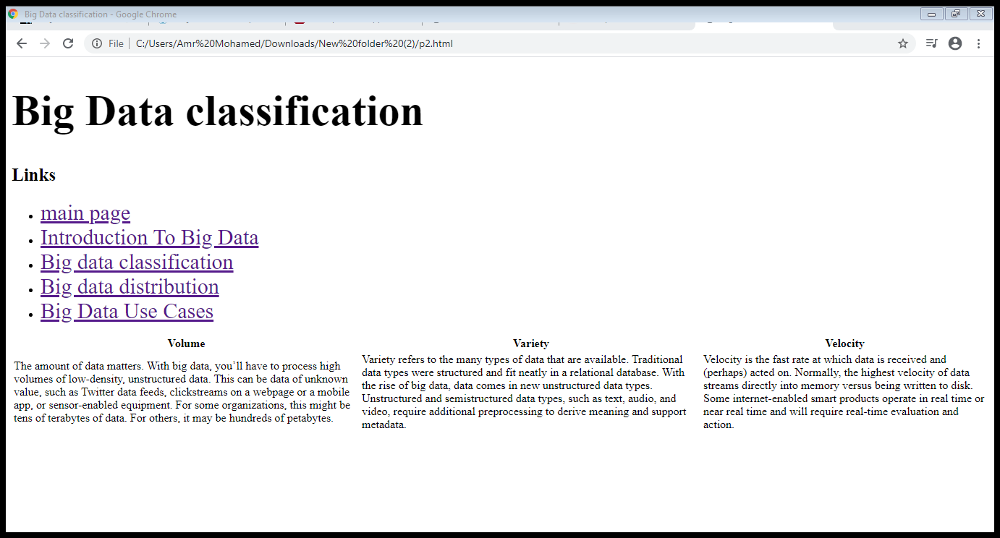 Big Data classification - Google Chrome
File
C:/Users/Amr%20Mohamed/Downloads/New%20folder%20(2)/p2.html
Big Data classification
Links
main page
Introduction To Big Data
Big data classification
Big data distribution
Big Data Use Cases
Volume
The amount of data matters. With big data, you’ll have to process high
volumes of low-density, unstructured data. This can be data of unknown
value, such as Twitter data feeds, clickstreams on a webpage or a mobile
app, or sensor-enabled equipment. For some organizations, this might be
tens of terabytes of data. For others, it may be hundreds of petabytes.
Variety
Variety refers to the many types of data that are available. Traditional
data types were structured and fit neatly in a relational database. With
the rise of big data, data comes in new unstructured data types.
Unstructured and semistructured data types, such as text, audio, and
video, require additional preprocessing to derive meaning and support
metadata.
Velocity
Velocity is the fast rate at which data is received and
(perhaps) acted on. Normally, the highest velocity of data
streams directly into memory versus being written to disk.
Some internet-enabled smart products operate in real time or
near real time and will require real-time evaluation and
action.